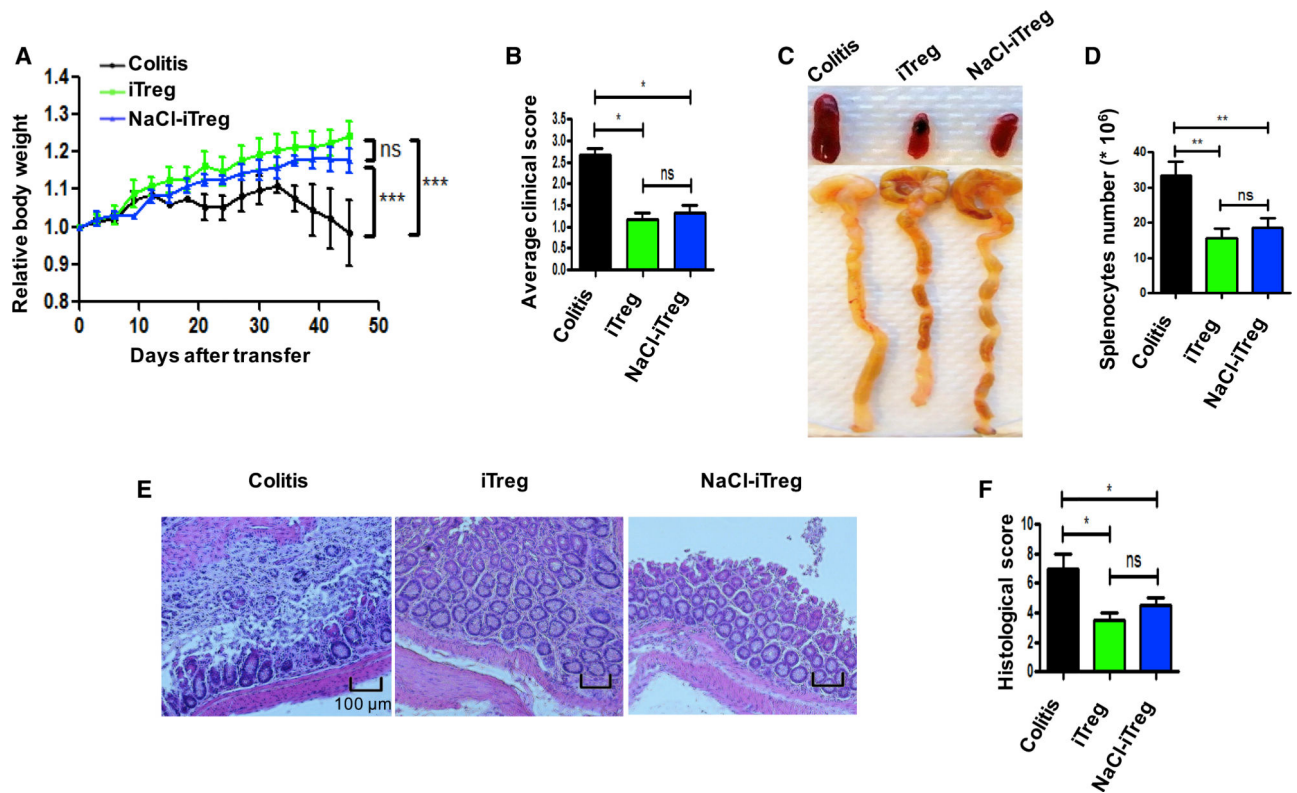 A
Colitis
iTreg
NaCl-iTreg
Relative body weight
1.4
1.3
1.2
1.1
1.0
0.9
0.8
0
10
20
30
40
50
Days after transfer
ns
***
***
B
Average clinical score
3.5
3.0
2.5
2.0
1.5
1.0
0.5
0.0
*
*
ns
Colitis
iTreg
NaCl-iTreg
C
Colitis
iTreg
NaCl-iTreg
D
Splenocytes number (* 10⁶)
50
40
30
20
10
0
**
**
ns
Colitis
iTreg
NaCl-iTreg
E
Colitis
iTreg
NaCl-iTreg
100 µm
F
Histological score
10
8
6
4
2
0
*
*
ns
Colitis
iTreg
NaCl-iTreg